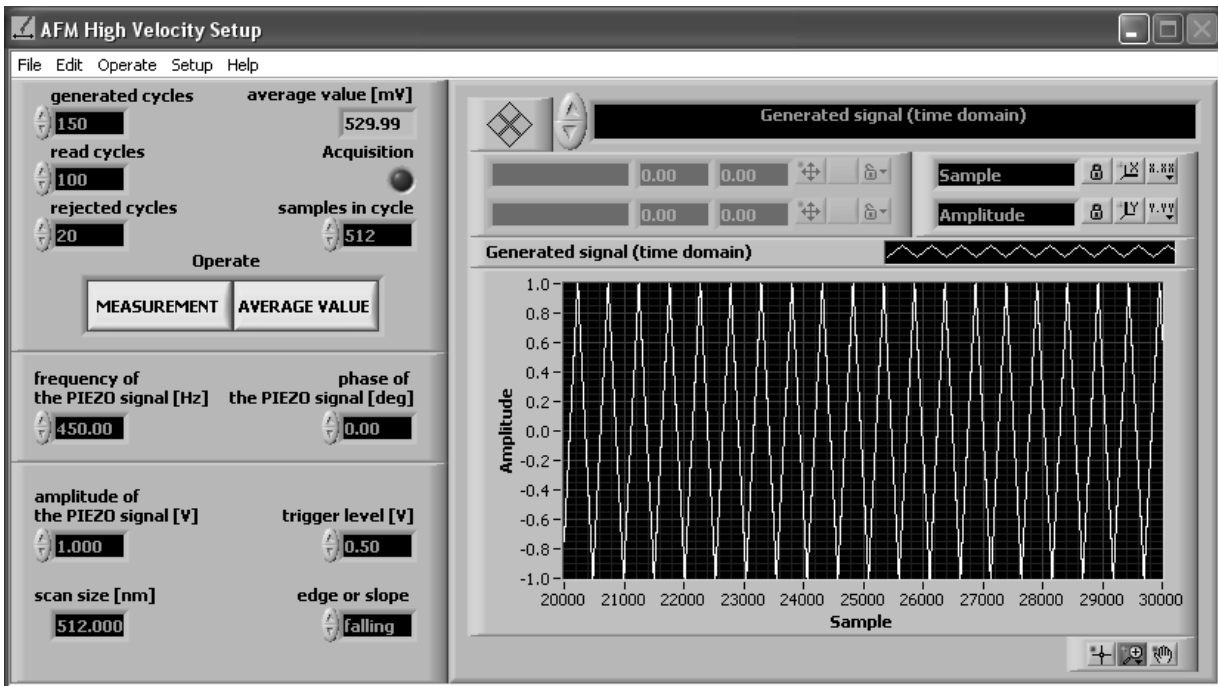 AFM High Velocity Setup
File Edit Operate Setup Help
generated cycles
150
average value [mV]
529.99
read cycles
100
Acquisition
rejected cycles
20
samples in cycle
512
Operate
MEASUREMENT
AVERAGE VALUE
frequency of
the PIEZO signal [Hz]
450.00
phase of
the PIEZO signal [deg]
0.00
amplitude of
the PIEZO signal [V]
1.000
trigger level [V]
0.50
scan size [nm]
512.000
edge or slope
falling
Generated signal (time domain)
0.00 0.00
0.00 0.00
Sample
X X.XX
Amplitude
Y Y.YY
Generated signal (time domain)
Amplitude
1.0
0.8
0.6
0.4
0.2
0.0
-0.2
-0.4
-0.6
-0.8
-1.0
20000 21000 22000 23000 24000 25000 26000 27000 28000 29000 30000
Sample